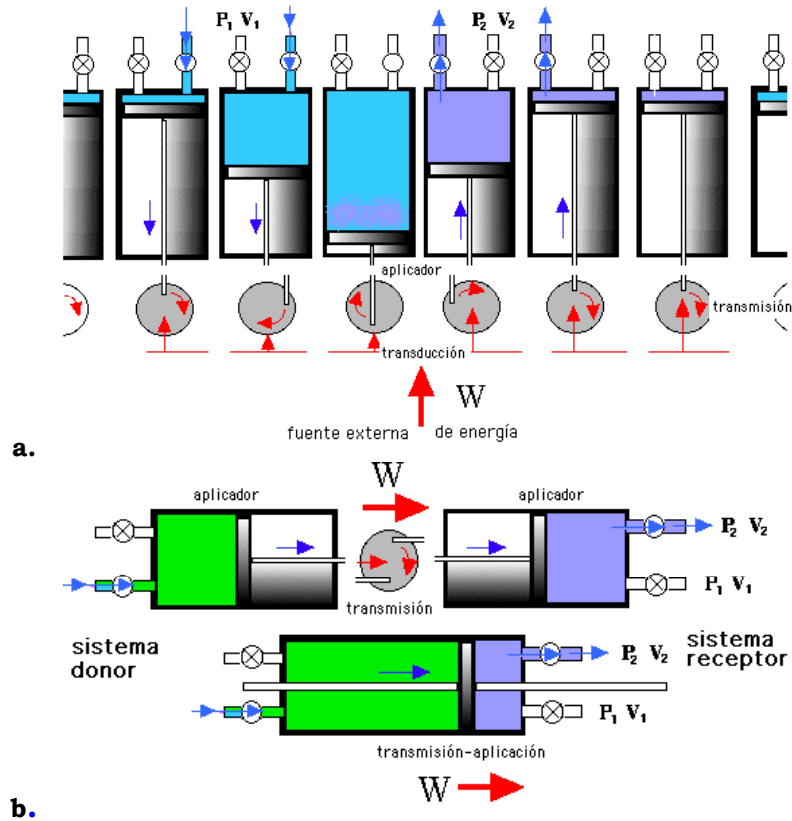 P₁ V₁
P₂ V₂
aplicador
transmisión
transducción
W
fuente externa de energía
a.
W
aplicador
aplicador
P₂ V₂
P₁ V₁
transmisión
sistema
donor
sistema
receptor
P₂ V₂
P₁ V₁
transmisión-aplicación
W
b.